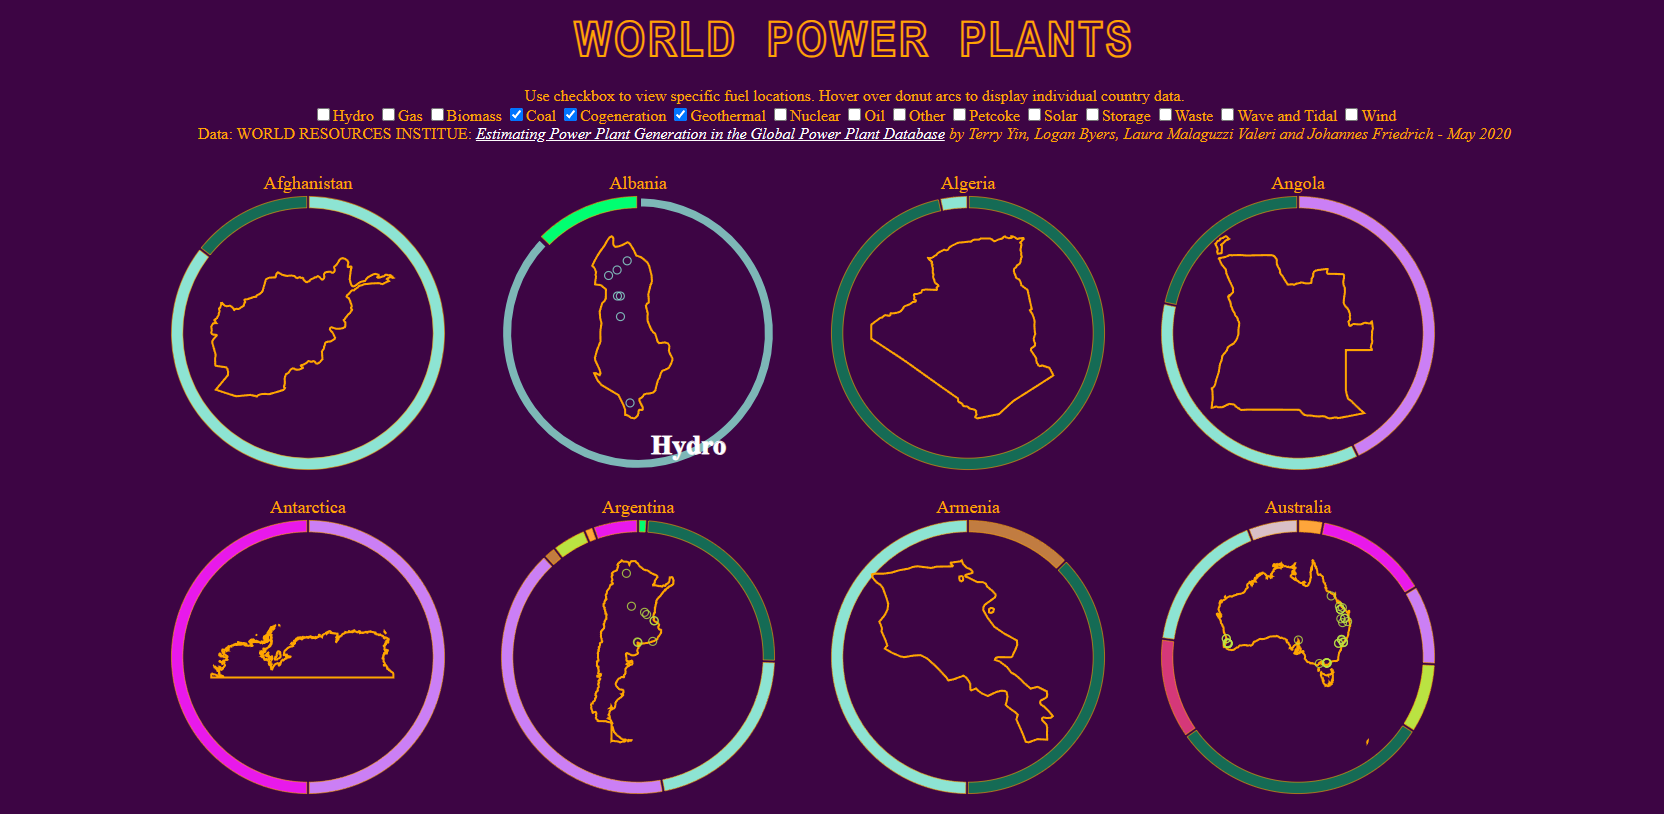 WORLD POWER PLANTS
Use checkbox to view specific fuel locations. Hover over donut arcs to display individual country data.
Hydro Gas Biomass Coal Cogeneration Geothermal Nuclear Oil Other Petcoke Solar Storage Waste Wave and Tidal Wind
Data: WORLD RESOURCES INSTITUE: Estimating Power Plant Generation in the Global Power Plant Database by Terry Yin, Logan Byers, Laura Malaguzzi Valeri and Johannes Friedrich - May 2020
Afghanistan
Albania
Algeria
Angola
Hydro
Antarctica
Argentina
Armenia
Australia